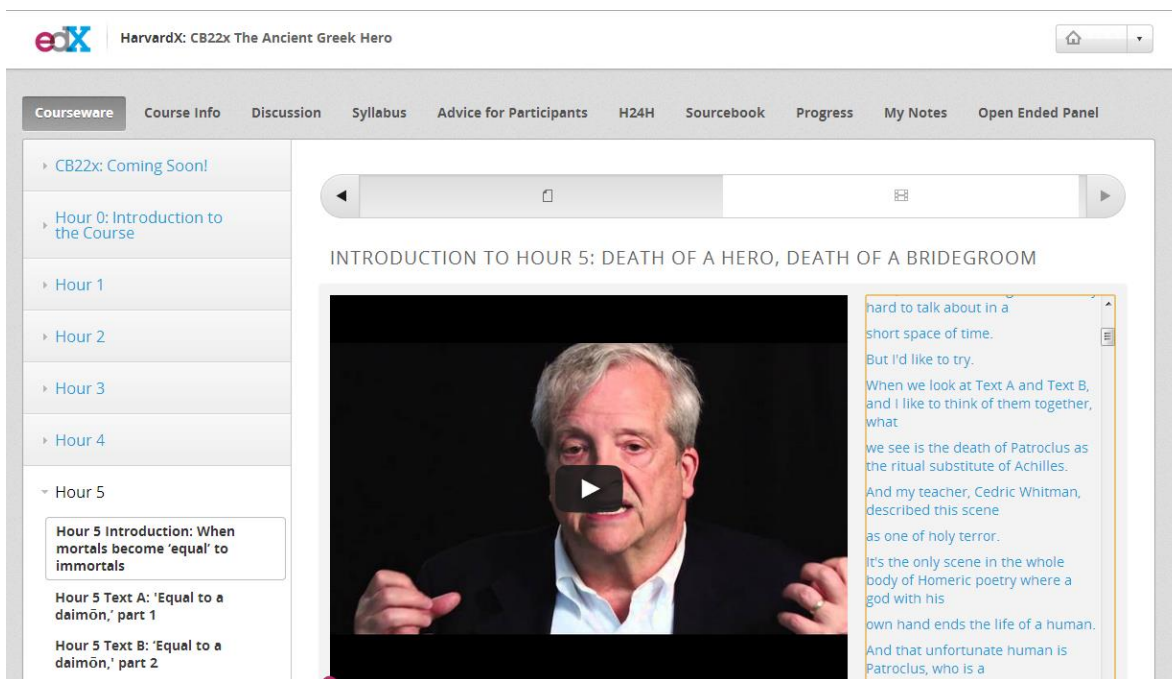 edX
HarvardX: CB22x The Ancient Greek Hero
Courseware
Course Info
Discussion
Syllabus
Advice for Participants
H24H
Sourcebook
Progress
My Notes
Open Ended Panel
CB22x: Coming Soon!
Hour 0: Introduction to
the Course
Hour 1
Hour 2
Hour 3
Hour 4
Hour 5
Hour 5 Introduction: When
mortals become ‘equal’ to
immortals
Hour 5 Text A: 'Equal to a
daimōn,’ part 1
Hour 5 Text B: ‘Equal to a
daimōn,' part 2
INTRODUCTION TO HOUR 5: DEATH OF A HERO, DEATH OF A BRIDEGROOM
hard to talk about in a
short space of time.
But I'd like to try.
When we look at Text A and Text B,
and I like to think of them together,
what
we see is the death of Patroclus as
the ritual substitute of Achilles.
And my teacher, Cedric Whitman,
described this scene
as one of holy terror.
It's the only scene in the whole
body of Homeric poetry where a
god with his
own hand ends the life of a human.
And that unfortunate human is
Patroclus, who is a